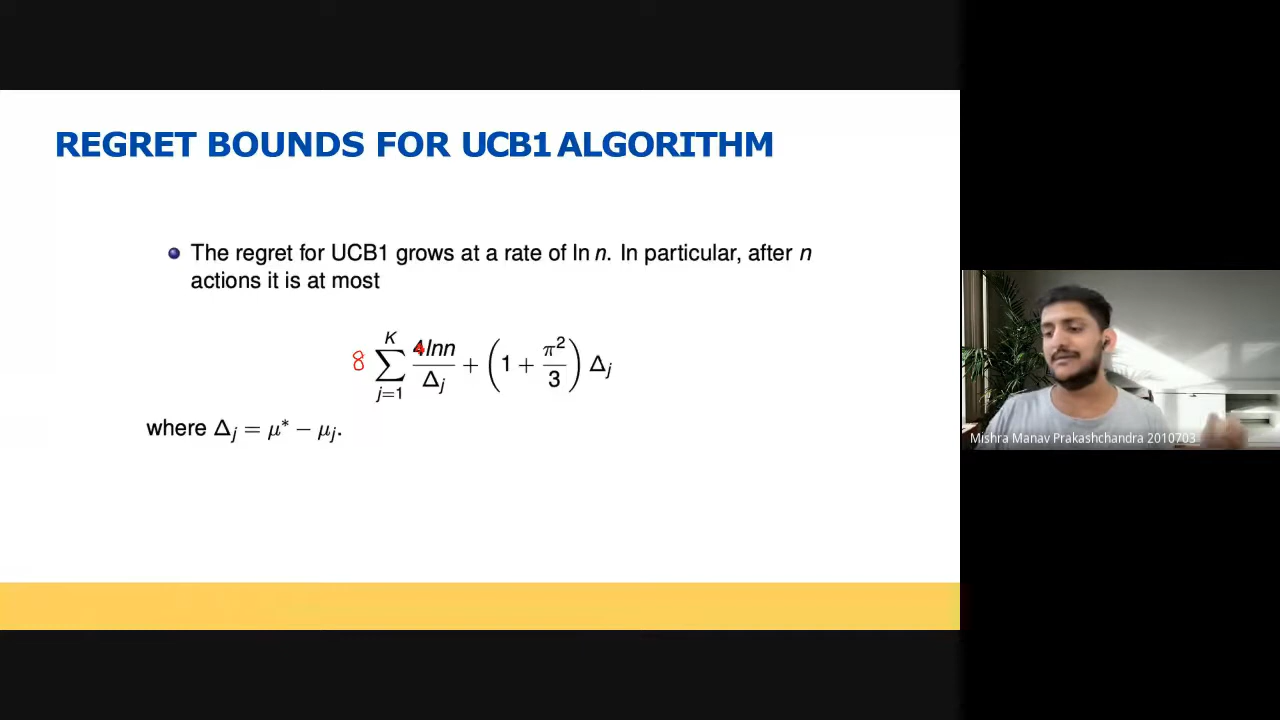 REGRET BOUNDS FOR UCB1 ALGORITHM
The regret for UCB1 grows at a rate of ln n. In particular, after n
actions it is at most
8 K∑j=1 4lnn/Δj + (1 + π²/3) Δj
where Δj = μ* − μj.
Mishra Manav Prakashchandra 2010703